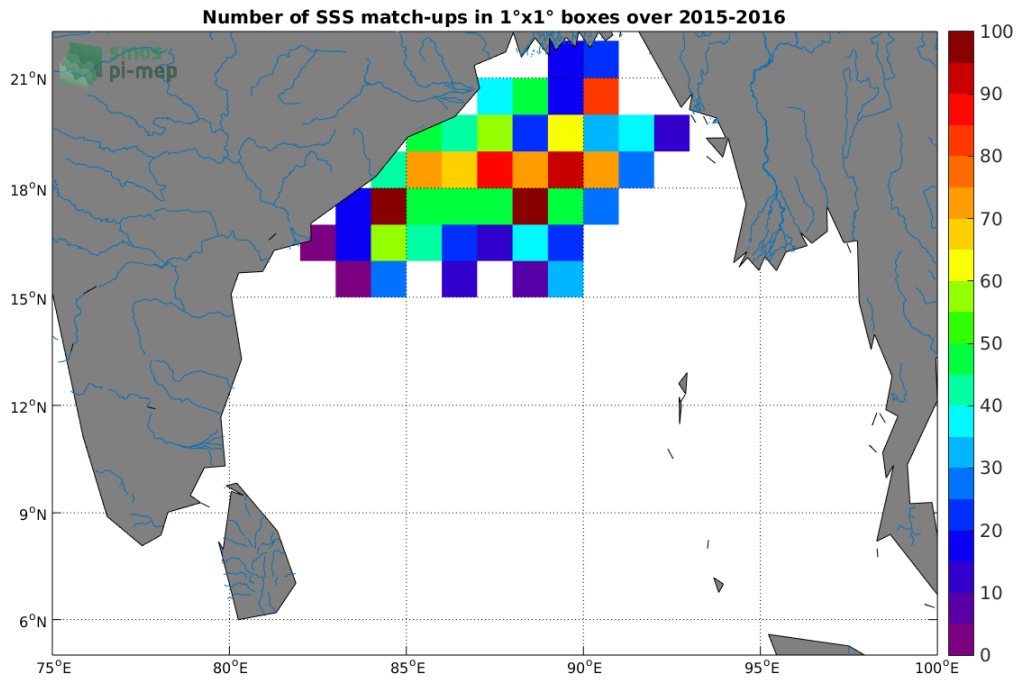 Number of SSS match-ups in 1°x1° boxes over 2015-2016
smos
pi-mep
21°N
18°N
15°N
12°N
9°N
6°N
75°E
80°E
85°E
90°E
95°E
100°E
100
90
80
70
60
50
40
30
20
10
0